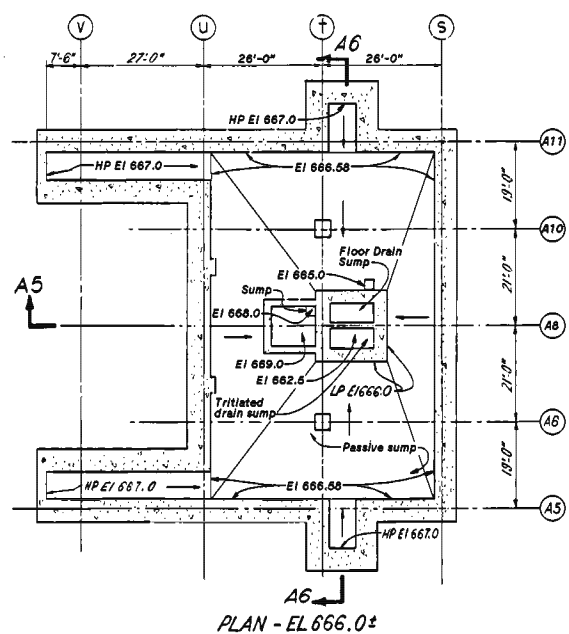 V U T S
7'-6" 27'-0" 26'-0" 26'-0"
A6
HP El 667.0
A11
HP El 667.0
El 666.58
19'-0"
A10
Floor Drain
Sump
El 665.0
Sump
21'-0"
A5
El 668.0
A8
El 669.0
El 662.5
LP El 666.0
Tritiated
drain sump
21'-0"
A6
Passive sump
HP El 667.0
El 666.58
19'-0"
A5
HP El 667.0
A6
PLAN - EL 666.0±